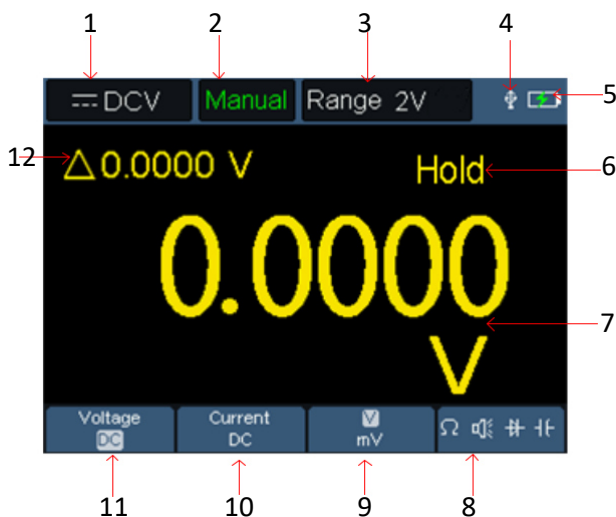 1 2 3 4
DCV Manual Range 2V 5
12 △0.0000 V Hold 6
0.0000 7
V
Voltage Current V Ω
DC DC mV
11 10 9 8